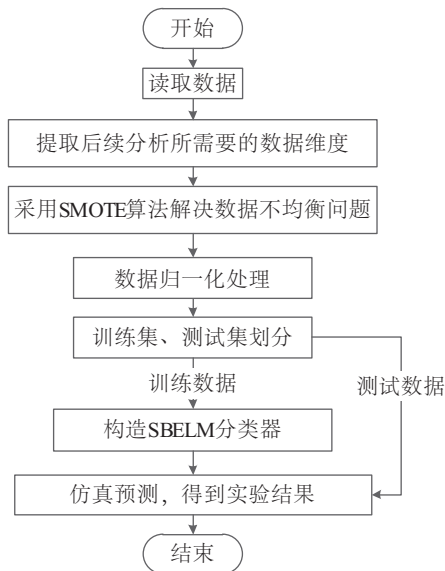 开始
读取数据
提取后续分析所需要的数据维度
采用SMOTE算法解决数据不均衡问题
数据归一化处理
训练集、测试集划分
训练数据
测试数据
构造SBELM分类器
仿真预测，得到实验结果
结束